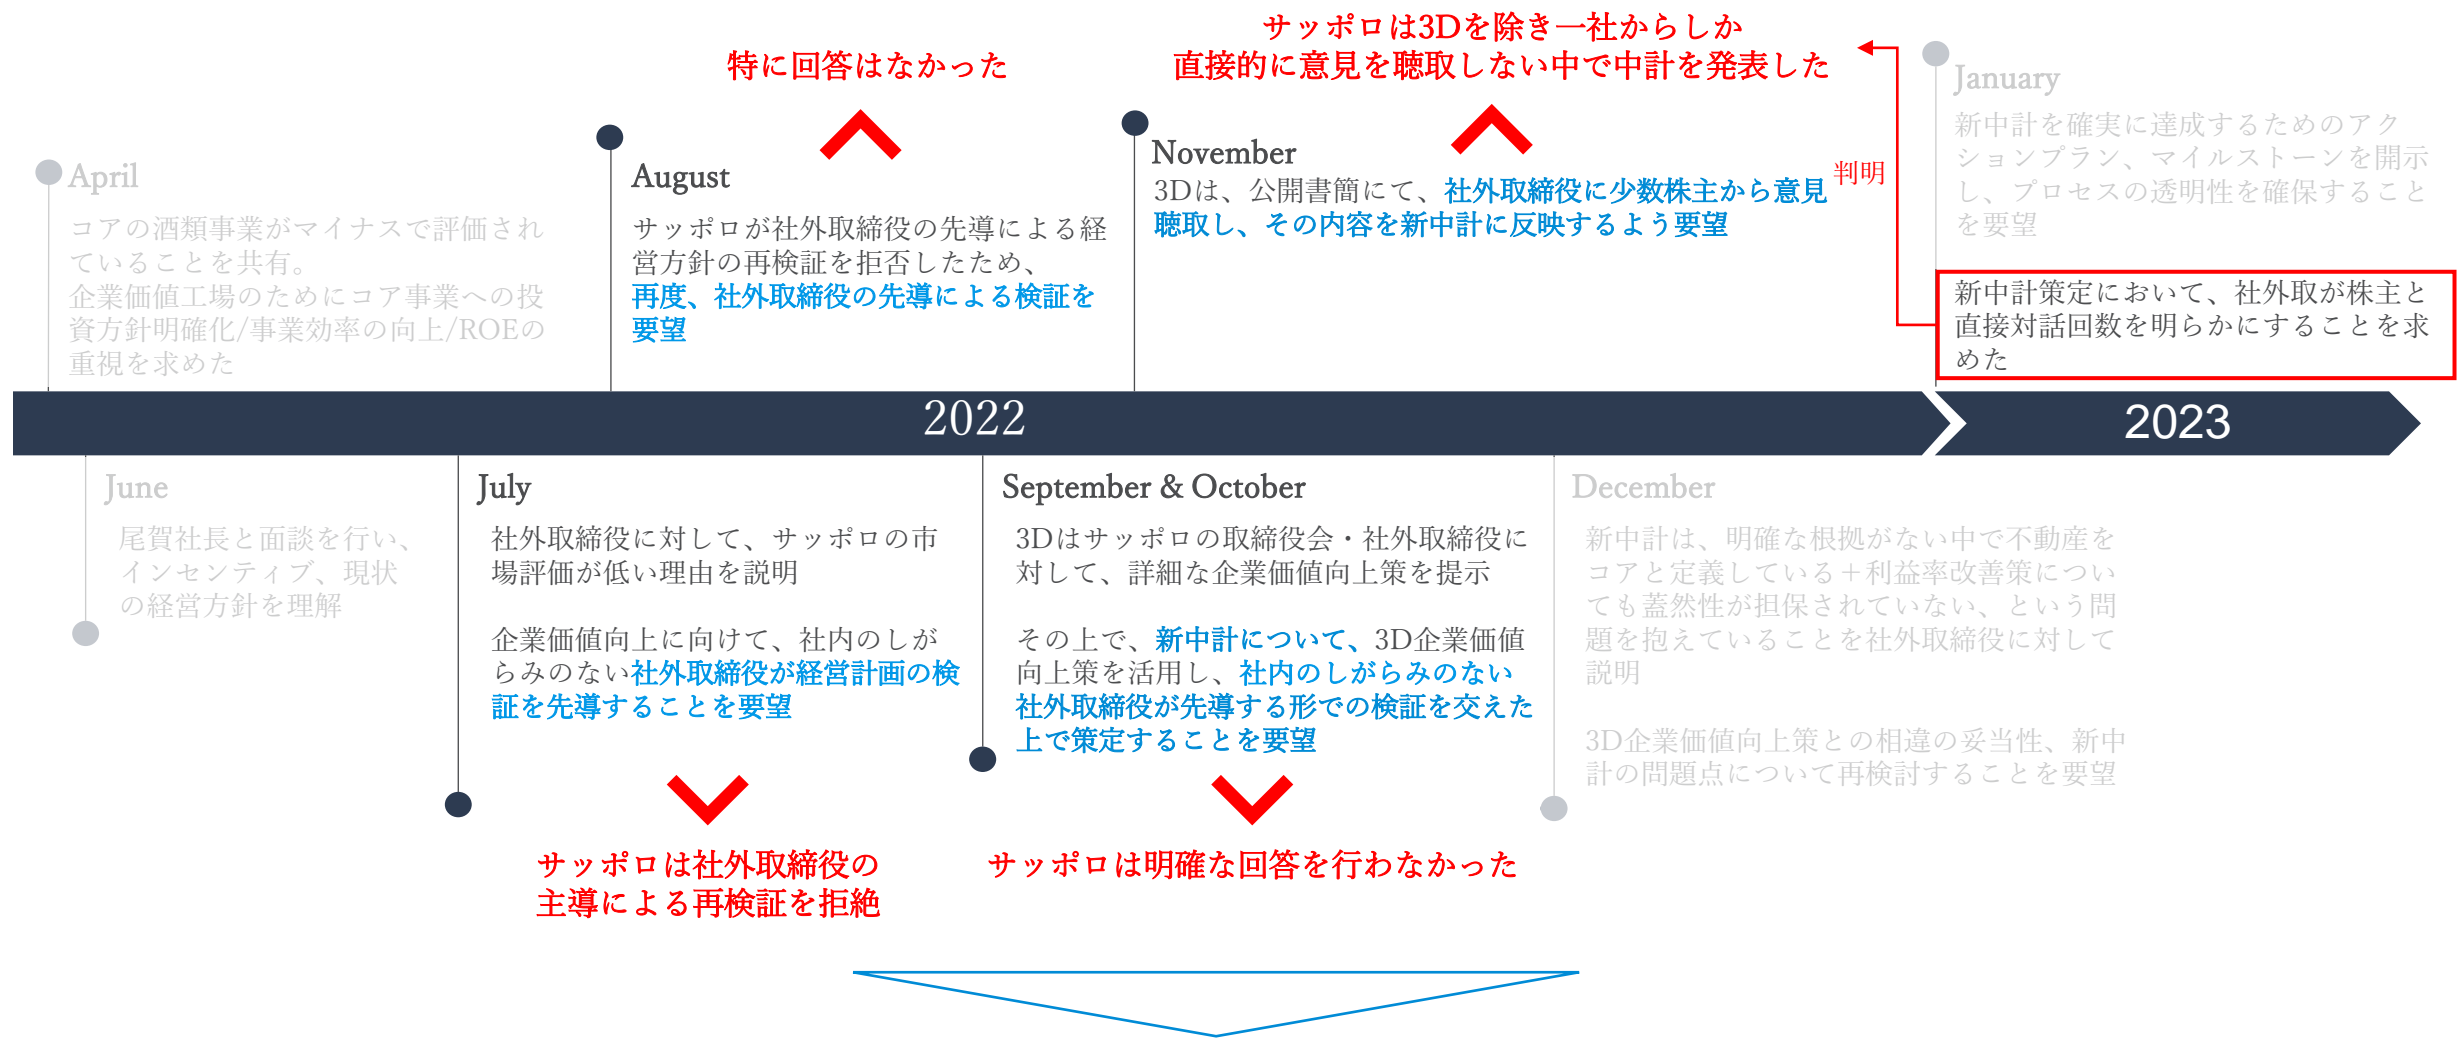 サッポロは3Dを除き一社からしか
直接的に意見を聴取しない中で中計を発表した
特に回答はなかった
判明
April
コアの酒類事業がマイナスで評価され
ていることを共有。
企業価値工場のためにコア事業への投
資方針明確化/事業効率の向上/ROEの
重視を求めた
August
サッポロが社外取締役の先導による経
営方針の再検証を拒否したため、
再度、社外取締役の先導による検証を
要望
November
3Dは、公開書簡にて、社外取締役に少数株主から意見
聴取し、その内容を新中計に反映するよう要望
January
新中計を確実に達成するためのアク
ションプラン、マイルストーンを開示
し、プロセスの透明性を確保すること
を要望
新中計策定において、社外取が株主と
直接対話回数を明らかにすることを求
めた
2022
2023
June
尾賀社長と面談を行い、
インセンティブ、現状
の経営方針を理解
July
社外取締役に対して、サッポロの市
場評価が低い理由を説明
企業価値向上に向けて、社内のしが
らみのない社外取締役が経営計画の検
証を先導することを要望
サッポロは社外取締役の
主導による再検証を拒絶
September & October
3Dはサッポロの取締役会・社外取締役に
対して、詳細な企業価値向上策を提示
その上で、新中計について、3D企業価値
向上策を活用し、社内のしがらみのない
社外取締役が先導する形での検証を交えた
上で策定することを要望
サッポロは明確な回答を行わなかった
December
新中計は、明確な根拠がない中で不動産を
コアと定義している＋利益率改善策につい
ても蓋然性が担保されていない、という問
題を抱えていることを社外取締役に対して
説明
3D企業価値向上策との相違の妥当性、新中
計の問題点について再検討することを要望